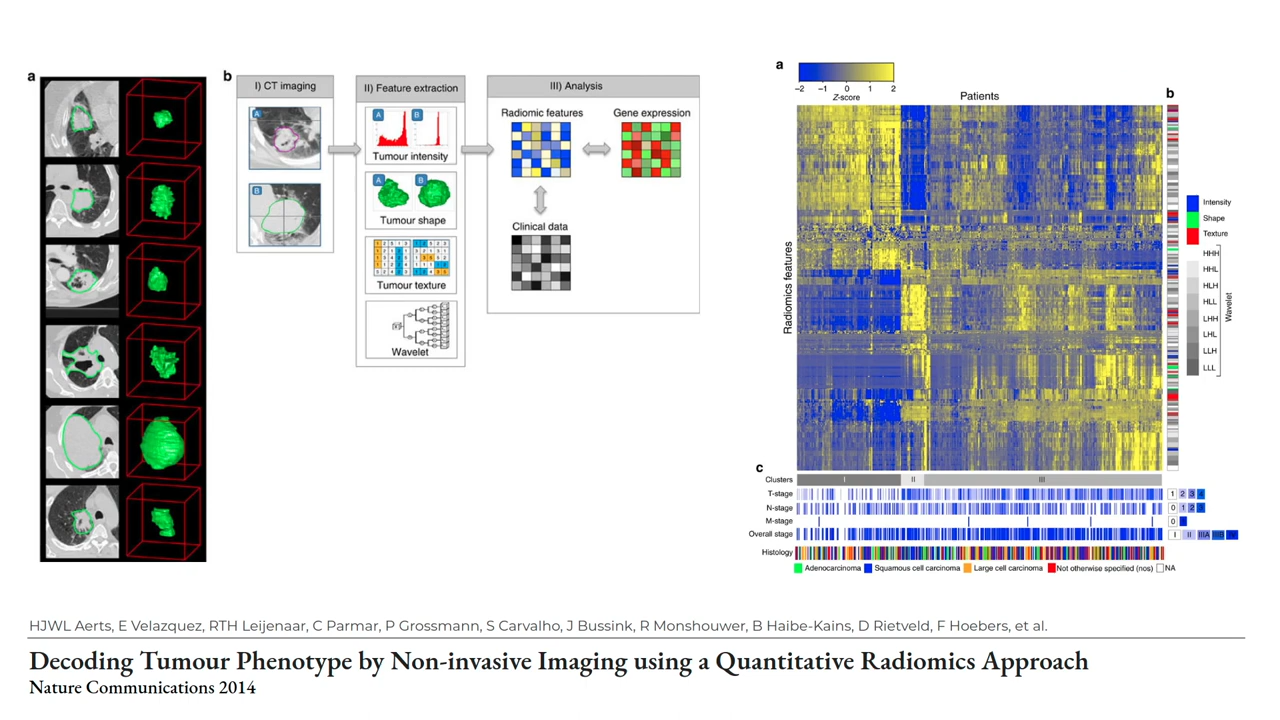 a
b
I) CT imaging
A
B
II) Feature extraction
A
B
Tumour intensity
A
B
Tumour shape
Tumour texture
Wavelet
III) Analysis
Radiomic features
Gene expression
Clinical data
a
−2 −1 0 1 2
Z-score
Patients
Radiomics features
b
Intensity
Shape
Texture
HHH
HHL
HLH
HLL
LHH
LHL
LLH
LLL
Wavelet
c
Clusters I II III
T-stage 1 2 3 4
N-stage 0 1 2 3
M-stage 0
Overall stage I II IIIA IIIB
Histology
Adenocarcinoma Squamous cell carcinoma Large cell carcinoma Not otherwise specified (nos) NA
HJWL Aerts, E Velazquez, RTH Leijenaar, C Parmar, P Grossmann, S Carvalho, J Bussink, R Monshouwer, B Haibe-Kains, D Rietveld, F Hoebers, et al.
Decoding Tumour Phenotype by Non-invasive Imaging using a Quantitative Radiomics Approach
Nature Communications 2014